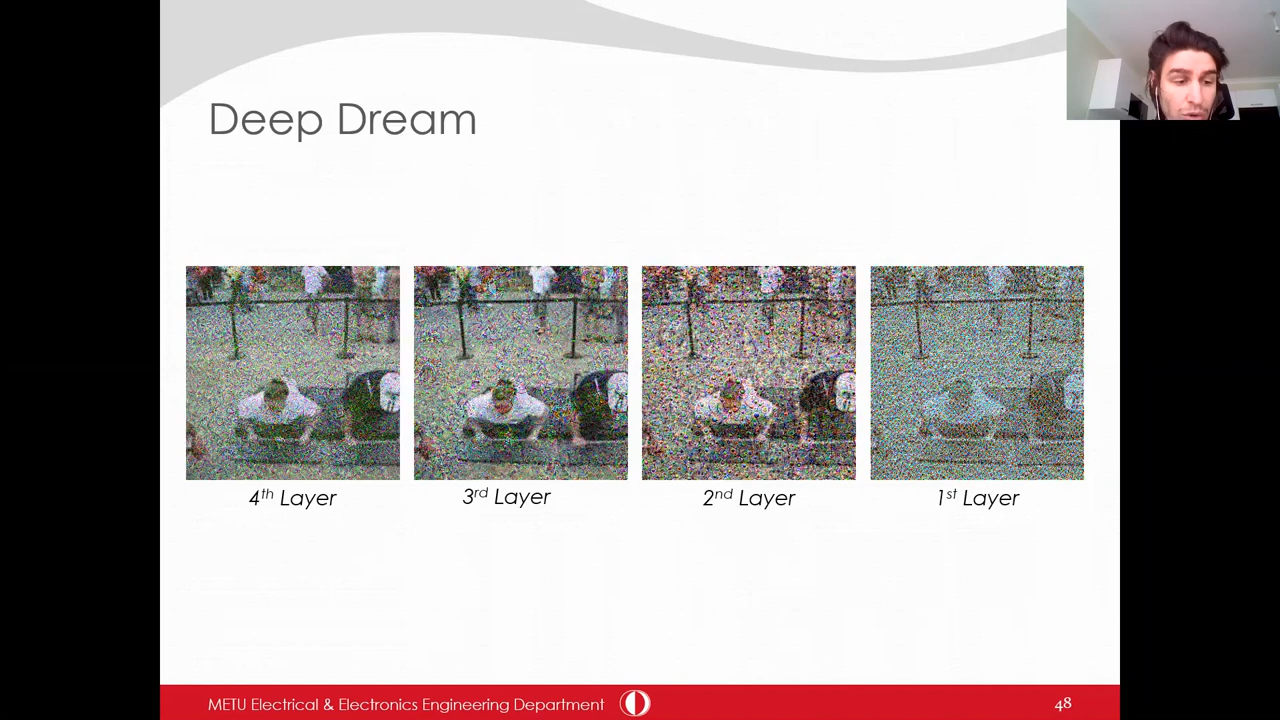 Deep Dream
4th Layer
3rd Layer
2nd Layer
1st Layer
METU Electrical & Electronics Engineering Department
48